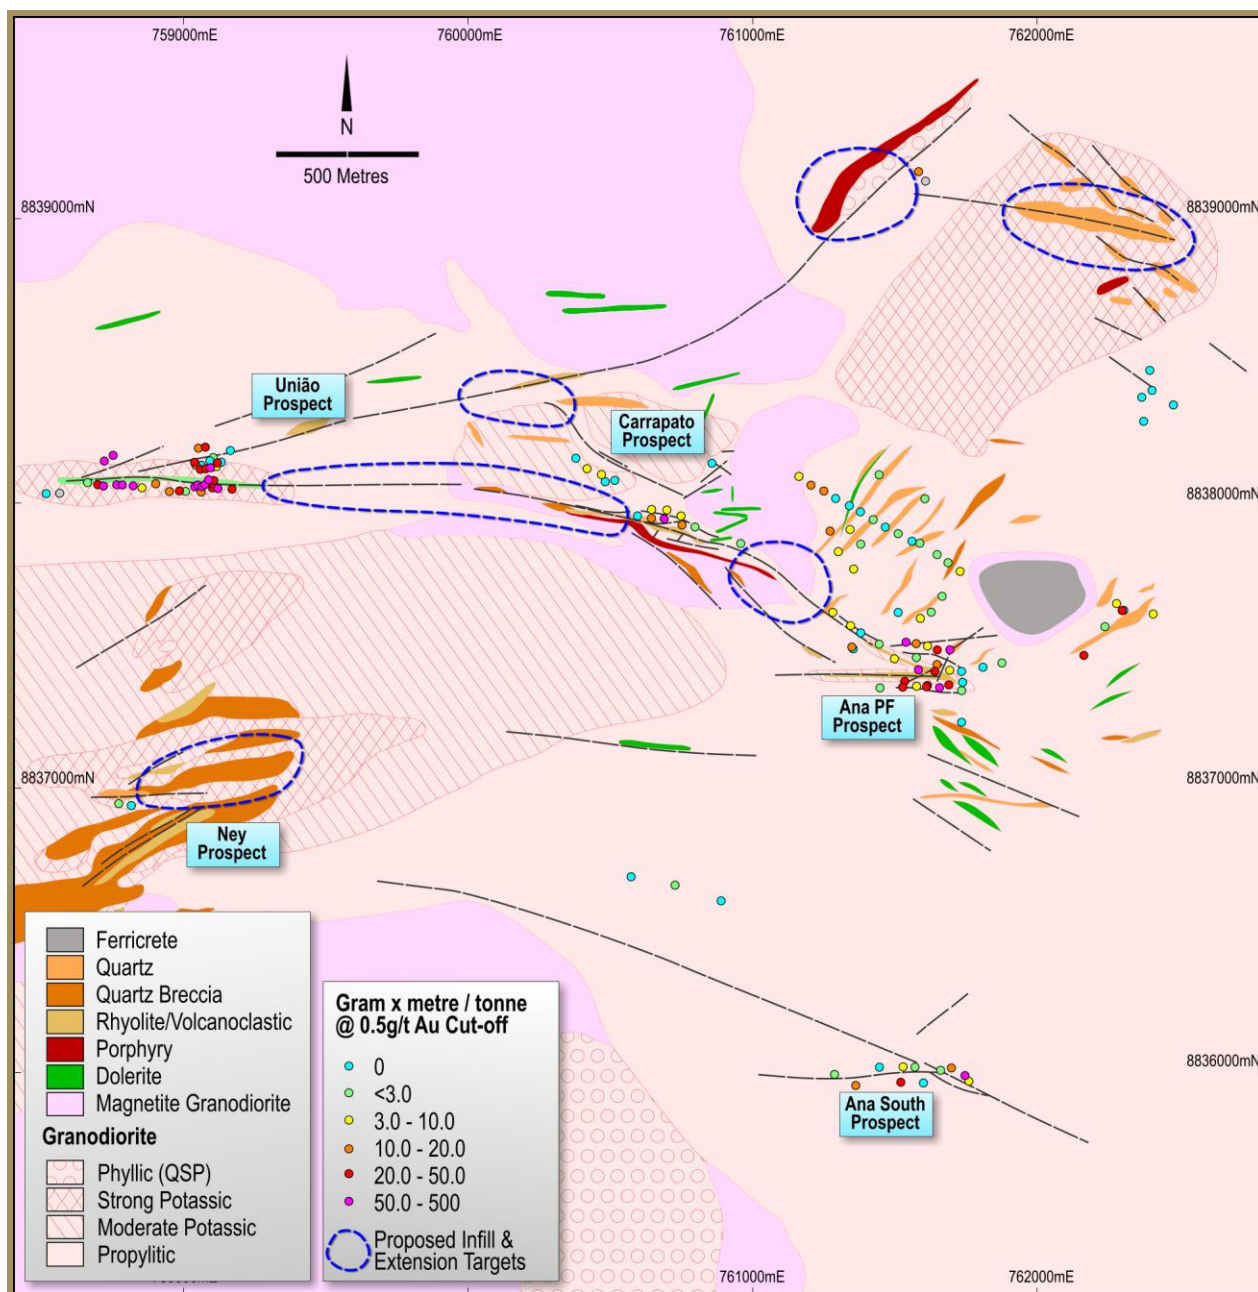 759000mE
760000mE
761000mE
762000mE
N
500 Metres
8839000mN
8839000mN
União
Prospect
Carrapato
Prospect
8838000mN
Ana PF
Prospect
8837000mN
8837000mN
Ney
Prospect
Ferricrete
Quartz
Quartz Breccia
Rhyolite/Volcanoclastic
Porphyry
Dolerite
Magnetite Granodiorite
Granodiorite
Phyllic (QSP)
Strong Potassic
Moderate Potassic
Propylitic
Gram x metre / tonne
@ 0.5g/t Au Cut-off
0
<3.0
3.0 - 10.0
10.0 - 20.0
20.0 - 50.0
50.0 - 500
Proposed Infill &
Extension Targets
8836000mN
Ana South
Prospect
761000mE
762000mE